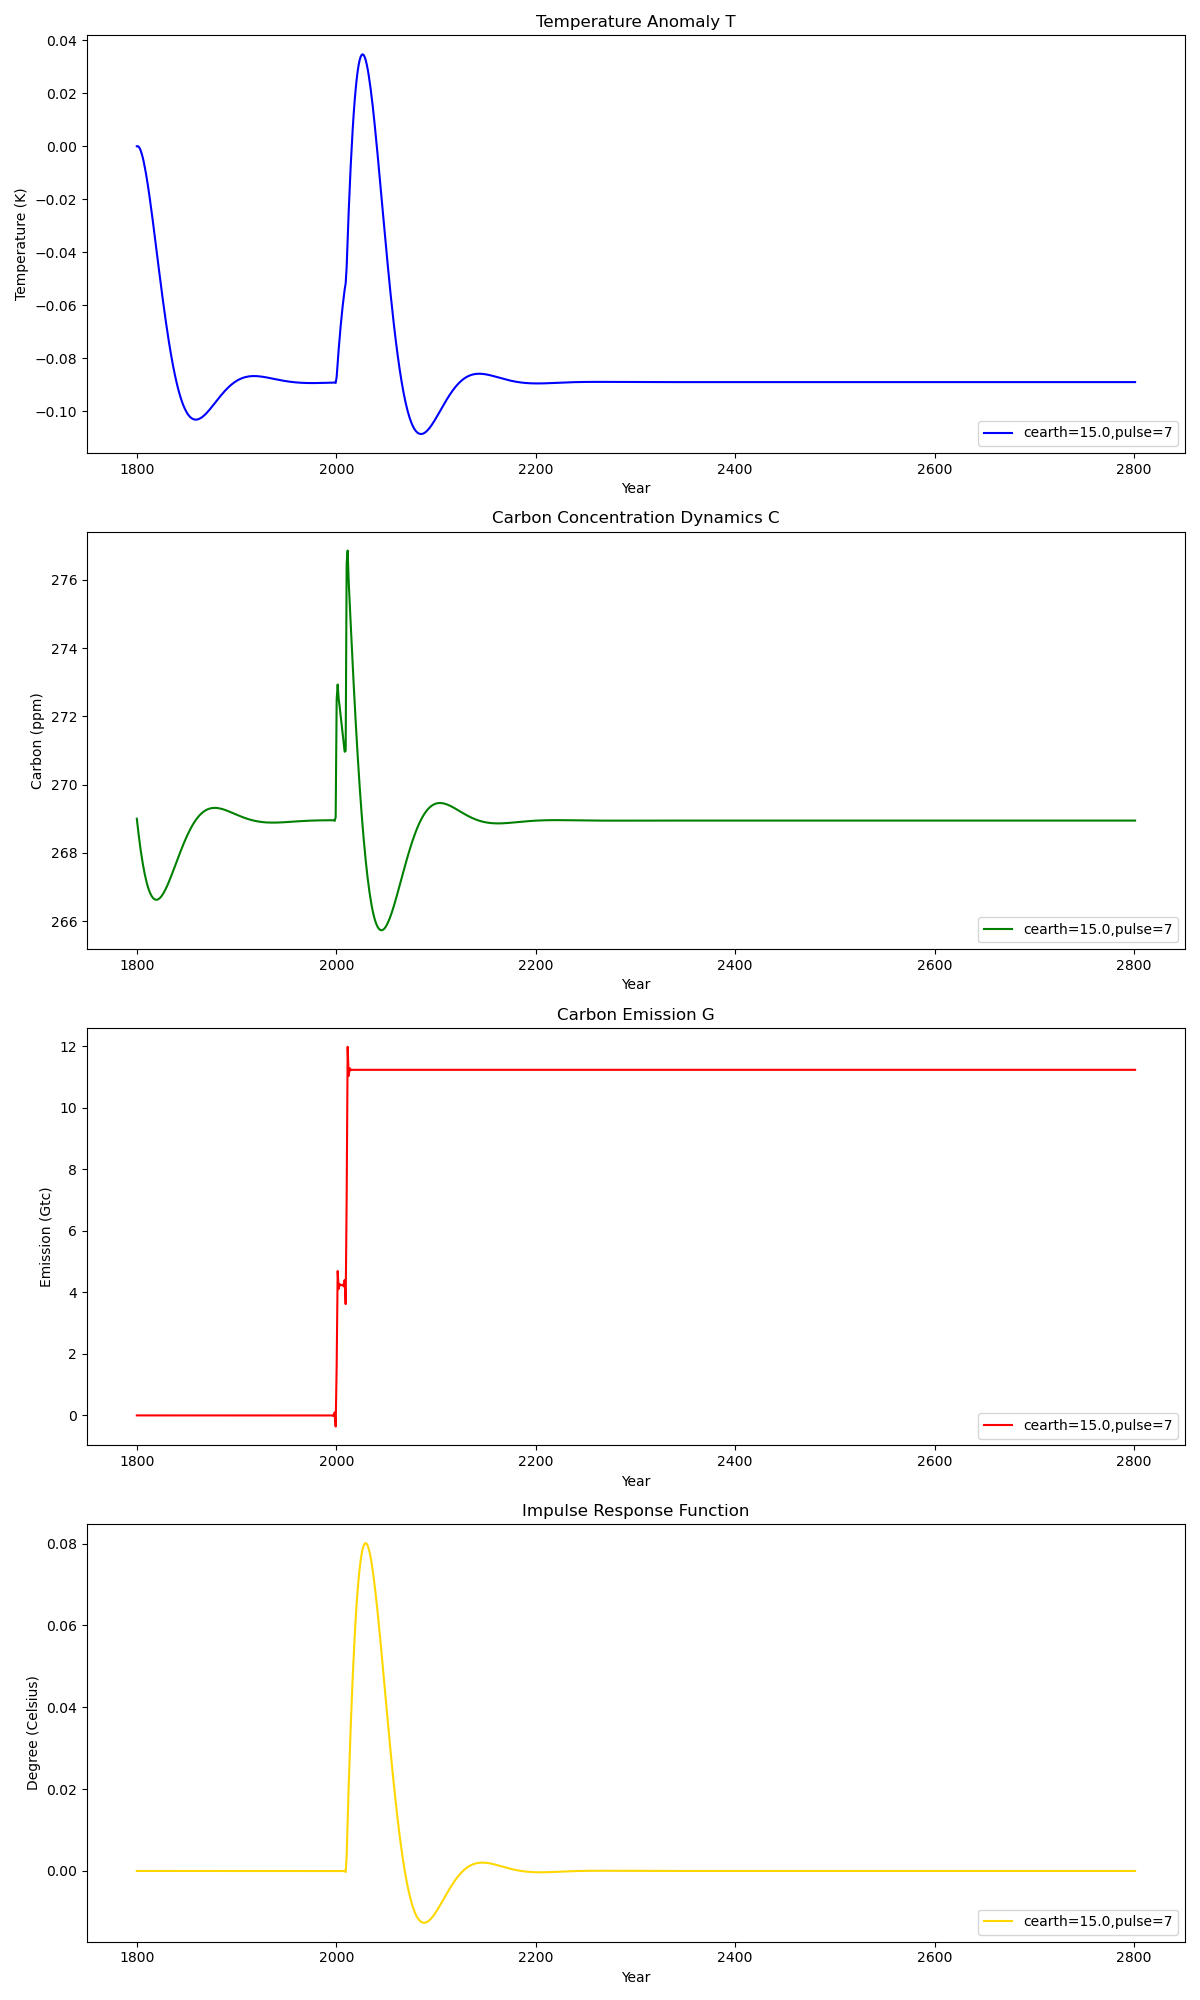 Temperature Anomaly T
Temperature (K)
0.04
0.02
0.00
−0.02
−0.04
−0.06
−0.08
−0.10
cearth=15.0,pulse=7
1800 2000 2200 2400 2600 2800
Year
Carbon Concentration Dynamics C
Carbon (ppm)
276
274
272
270
268
266
cearth=15.0,pulse=7
1800 2000 2200 2400 2600 2800
Year
Carbon Emission G
Emission (Gtc)
12
10
8
6
4
2
0
cearth=15.0,pulse=7
1800 2000 2200 2400 2600 2800
Year
Impulse Response Function
Degree (Celsius)
0.08
0.06
0.04
0.02
0.00
cearth=15.0,pulse=7
1800 2000 2200 2400 2600 2800
Year